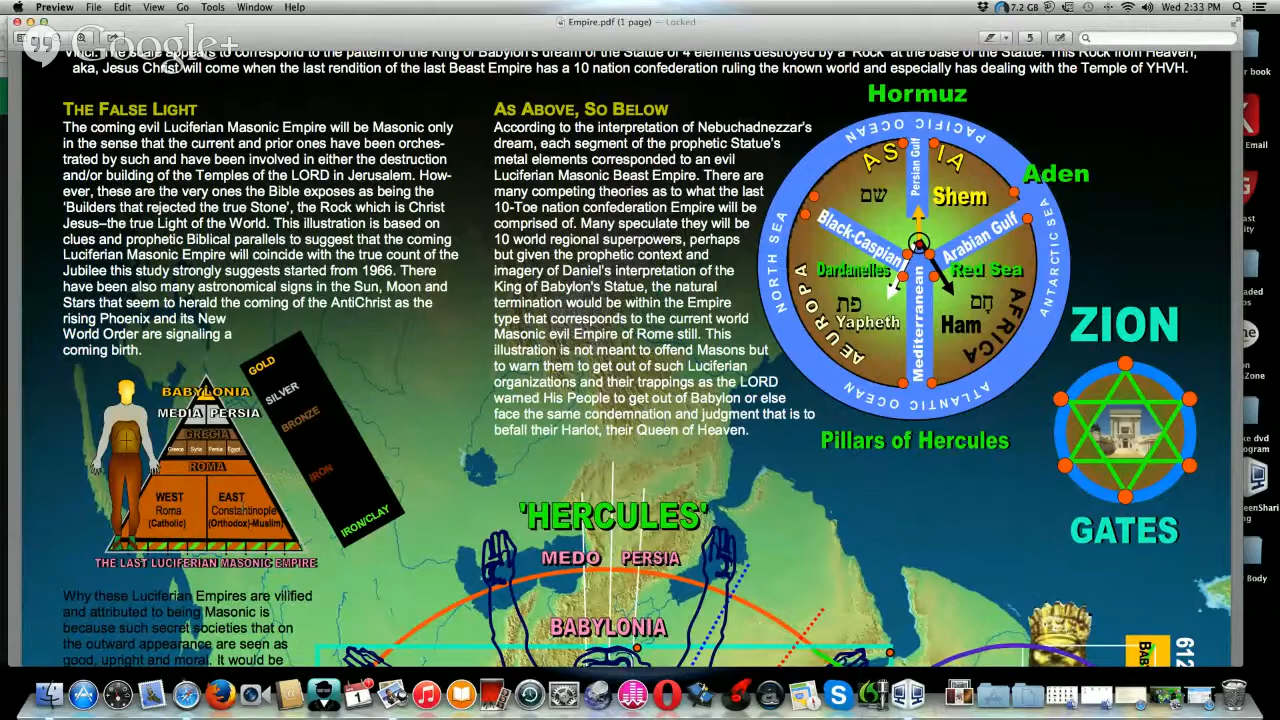 Preview File Edit View Go Tools Window Help
7.2 GB
Wed 2:33 PM
Empire.pdf (1 page) — Locked
Google+
aka, Jesus Christ will come when the last rendition of the last Beast Empire has a 10 nation confederation ruling the known world and especially has dealing with the Temple of YHVH.
THE FALSE LIGHT
The coming evil Luciferian Masonic Empire will be Masonic only
in the sense that the current and prior ones have been orches-
trated by such and have been involved in either the destruction
and/or building of the Temples of the LORD in Jerusalem. How-
ever, these are the very ones the Bible exposes as being the
'Builders that rejected the true Stone', the Rock which is Christ
Jesus–the true Light of the World. This illustration is based on
clues and prophetic Biblical parallels to suggest that the coming
Luciferian Masonic Empire will coincide with the true count of the
Jubilee this study strongly suggests started from 1966. There
have been also many astronomical signs in the Sun, Moon and
Stars that seem to herald the coming of the AntiChrist as the
rising Phoenix and its New
World Order are signaling a
coming birth.
AS ABOVE, SO BELOW
According to the interpretation of Nebuchadnezzar's
dream, each segment of the prophetic Statue's
metal elements corresponded to an evil
Luciferian Masonic Beast Empire. There are
many competing theories as to what the last
10-Toe nation confederation Empire will be
comprised of. Many speculate they will be
10 world regional superpowers, perhaps
but given the prophetic context and
imagery of Daniel's interpretation of the
King of Babylon's Statue, the natural
termination would be within the Empire
type that corresponds to the current world
Masonic evil Empire of Rome still. This
illustration is not meant to offend Masons but
to warn them to get out of such Luciferian
organizations and their trappings as the LORD
warned His People to get out of Babylon or else
face the same condemnation and judgment that is to
befall their Harlot, their Queen of Heaven.
Hormuz
PACIFIC OCEAN
ASIA
Persian Gulf
שם
Shem
Aden
Black-Caspian
Arabian Gulf
NORTH SEA
ANTARCTIC SEA
Dardanelles
Red Sea
פת
Yapheth
חָם
Ham
Mediterranean
AEUROPA
AFRICA
ATLANTIC OCEAN
Pillars of Hercules
ZION
GATES
BABYLONIA
MEDIA PERSIA
GRECIA
Greece Syria Persia Egypt
ROMA
WEST
Roma
(Catholic)
EAST
Constantinople
(Orthodox)-Muslim)
THE LAST LUCIFERIAN MASONIC EMPIRE
GOLD
SILVER
BRONZE
IRON
IRON/CLAY
'HERCULES'
MEDO PERSIA
BABYLONIA
612
BAB
Why these Luciferian Empires are vilified
and attributed to being Masonic is
because such secret societies that on
the outward appearance are seen as
good, upright and moral. It would be
book
Email
Zone
Body